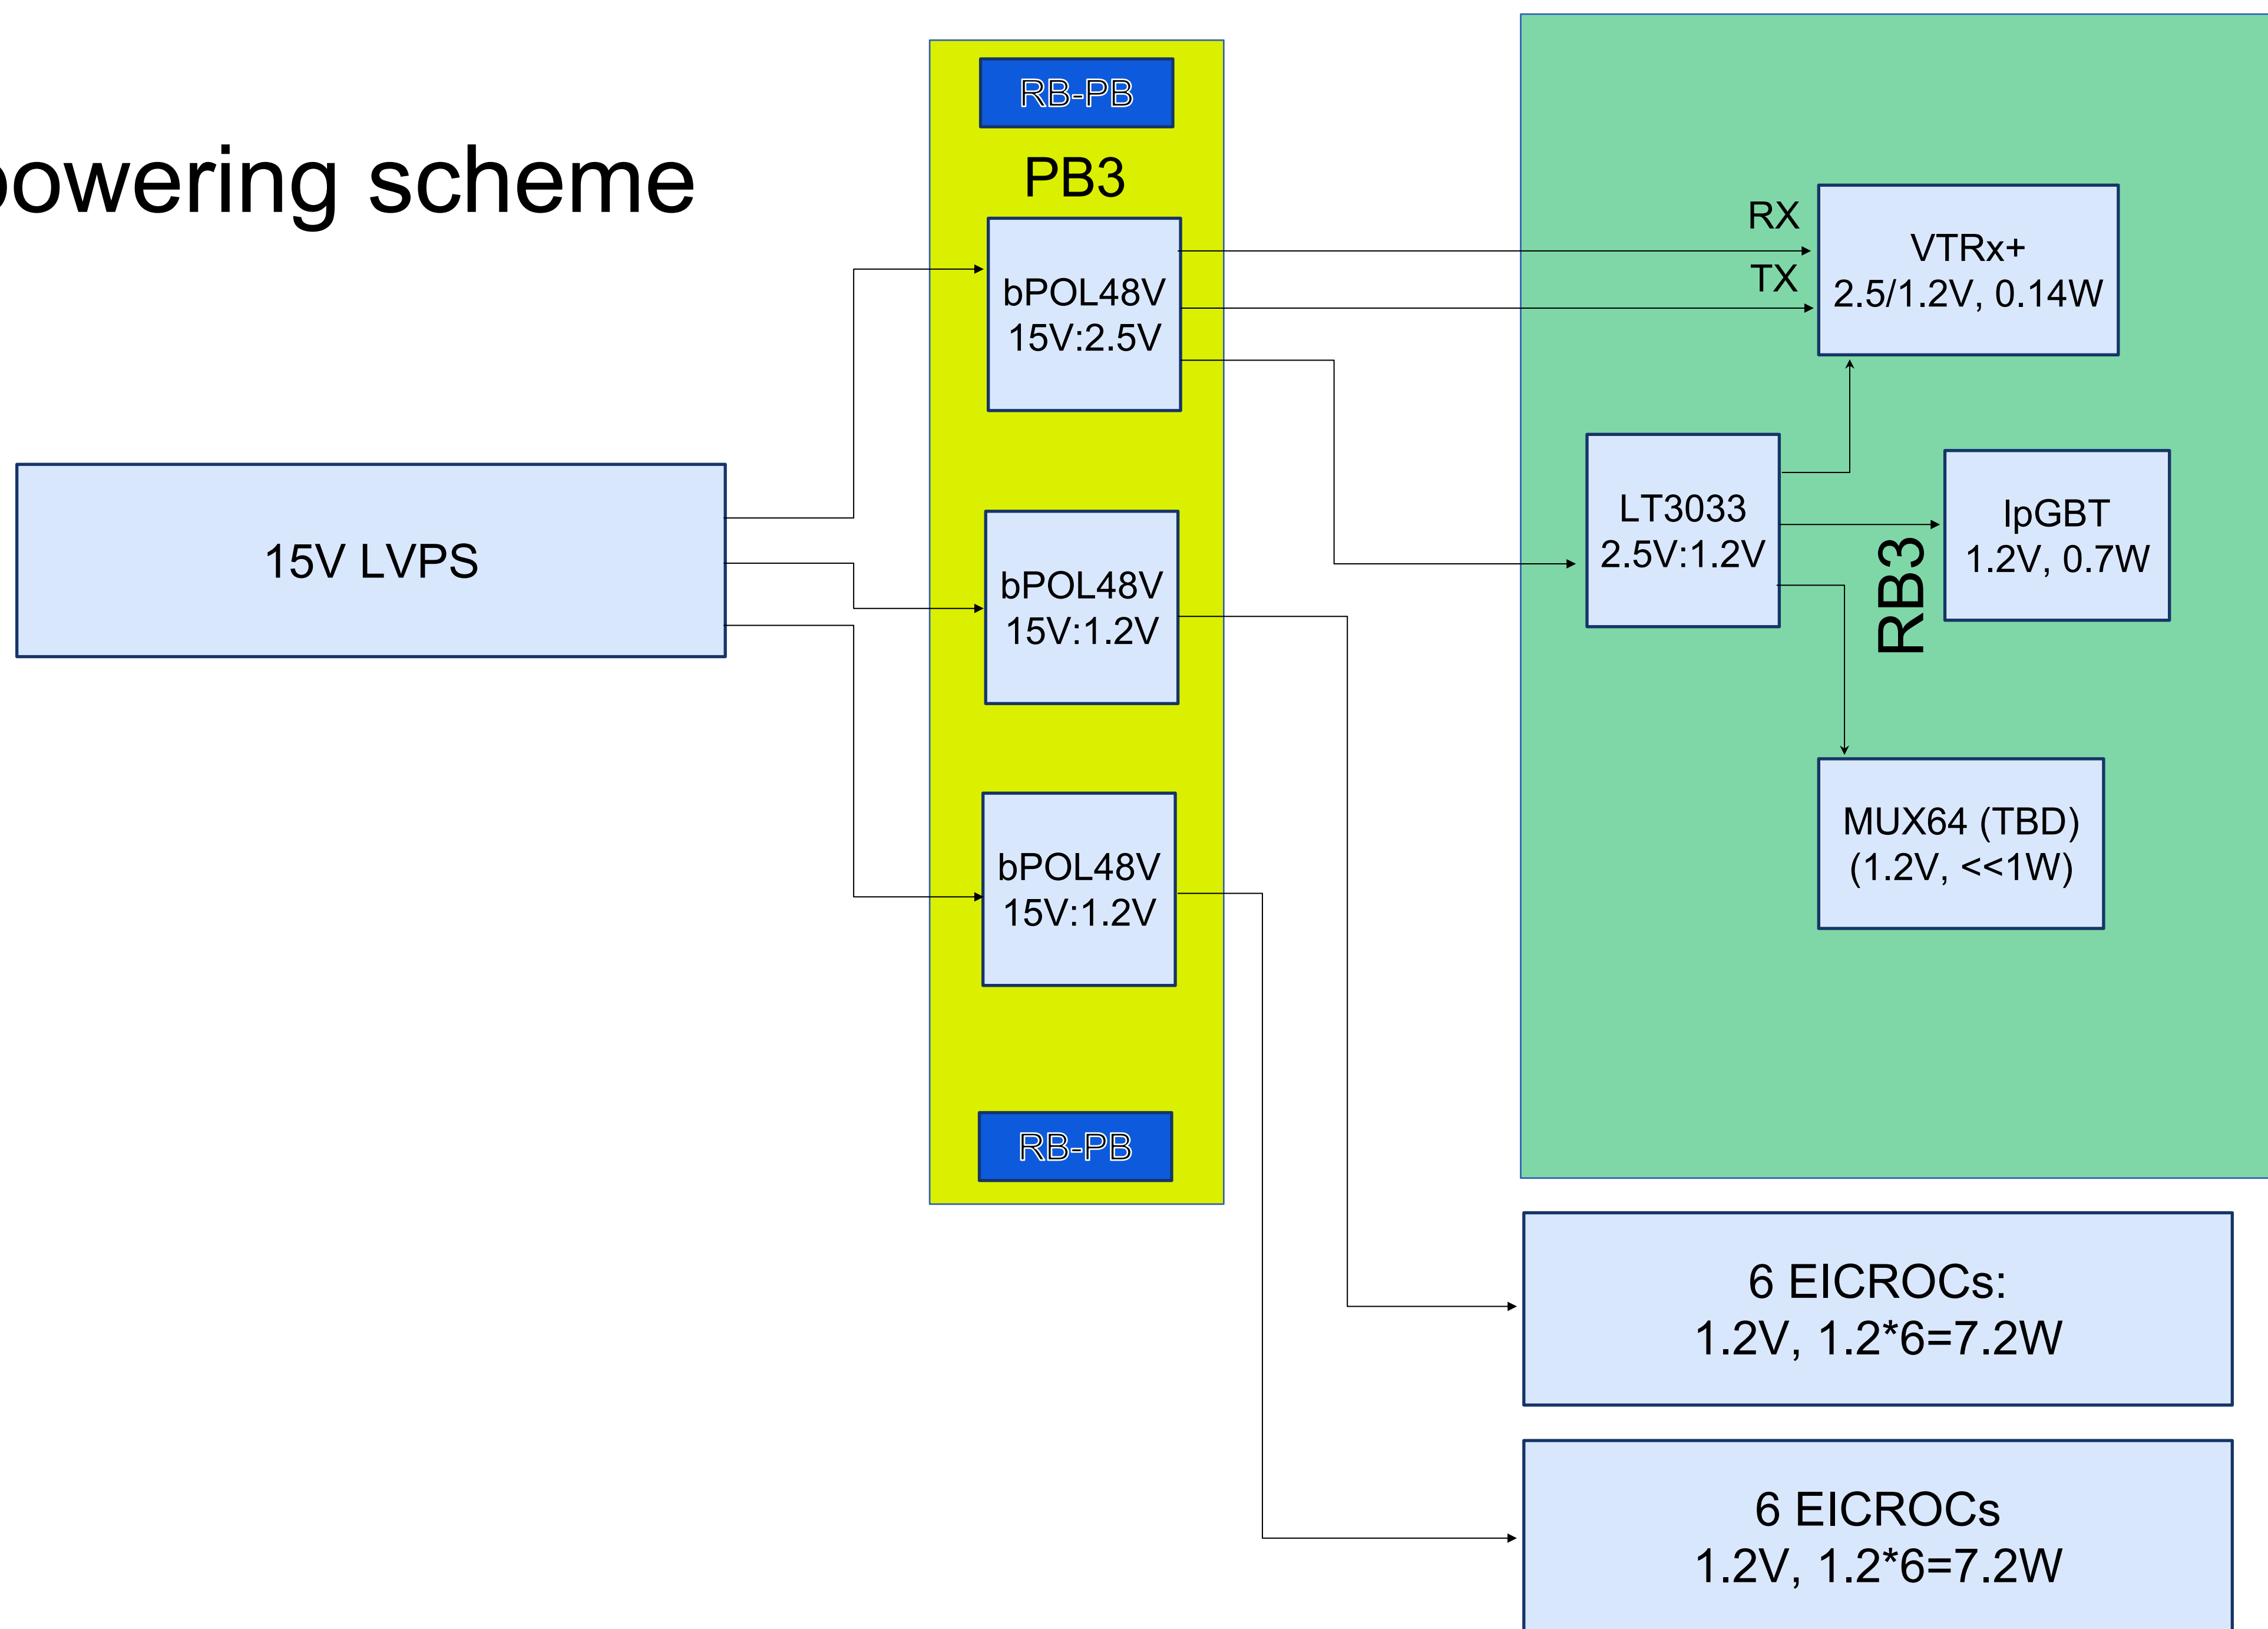 powering scheme
RB-PB
PB3
bPOL48V
15V:2.5V
RX
TX
VTRx+
2.5/1.2V, 0.14W
15V LVPS
bPOL48V
15V:1.2V
LT3033
2.5V:1.2V
RB3
lpGBT
1.2V, 0.7W
bPOL48V
15V:1.2V
MUX64 (TBD)
(1.2V, <<1W)
RB-PB
6 EICROCs:
1.2V, 1.2*6=7.2W
6 EICROCs
1.2V, 1.2*6=7.2W